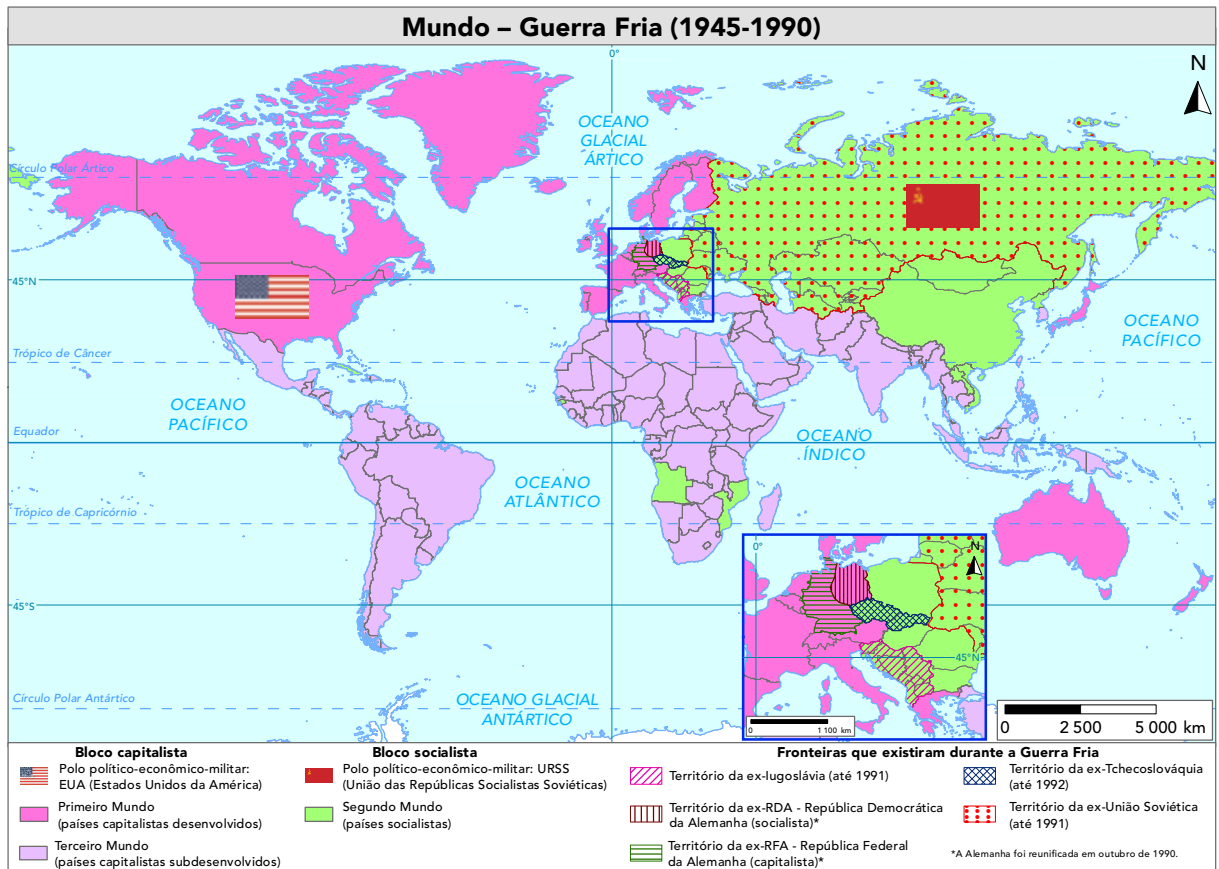 Mundo – Guerra Fria (1945-1990)
0°
N
OCEANO
GLACIAL
ÁRTICO
Círculo Polar Ártico
45°N
OCEANO
PACÍFICO
Trópico de Câncer
OCEANO
PACÍFICO
Equador
OCEANO
ÍNDICO
OCEANO
ATLÂNTICO
Trópico de Capricórnio
0°
N
45°S
45°N
Círculo Polar Antártico
OCEANO GLACIAL
ANTÁRTICO
0 1 100 km
0 2 500 5 000 km
Bloco capitalista
Polo político-econômico-militar:
EUA (Estados Unidos da América)
Primeiro Mundo
(países capitalistas desenvolvidos)
Terceiro Mundo
(países capitalistas subdesenvolvidos)
Bloco socialista
Polo político-econômico-militar: URSS
(União das Repúblicas Socialistas Soviéticas)
Segundo Mundo
(países socialistas)
Fronteiras que existiram durante a Guerra Fria
Território da ex-Iugoslávia (até 1991)
Território da ex-RDA - República Democrática
da Alemanha (socialista)*
Território da ex-RFA - República Federal
da Alemanha (capitalista)*
Território da ex-Tchecoslováquia
(até 1992)
Território da ex-União Soviética
(até 1991)
*A Alemanha foi reunificada em outubro de 1990.